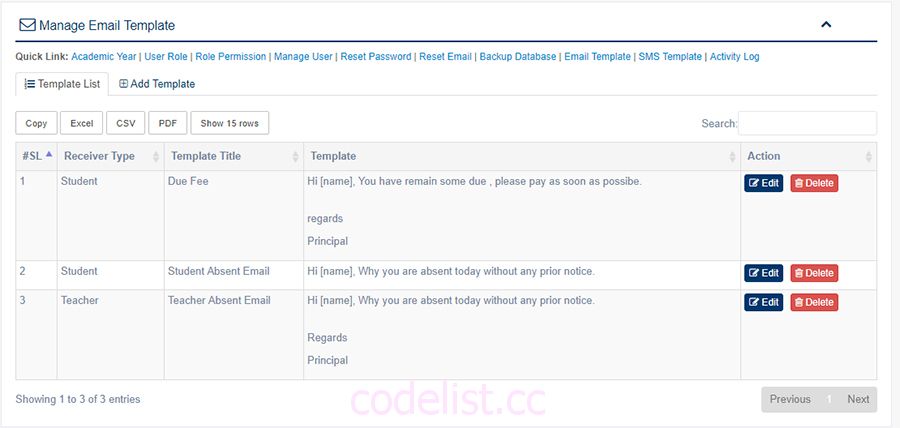 Manage Email Template
Quick Link: Academic Year | User Role | Role Permission | Manage User | Reset Password | Reset Email | Backup Database | Email Template | SMS Template | Activity Log
Template List Add Template
Copy Excel CSV PDF Show 15 rows Search:
#SL Receiver Type Template Title Template Action
1 Student Due Fee Hi [name], You have remain some due , please pay as soon as possibe. Edit Delete
regards
Principal
2 Student Student Absent Email Hi [name], Why you are absent today without any prior notice. Edit Delete
3 Teacher Teacher Absent Email Hi [name], Why you are absent today without any prior notice. Edit Delete
Regards
Principal
Showing 1 to 3 of 3 entries Previous 1 Next
codelist.cc